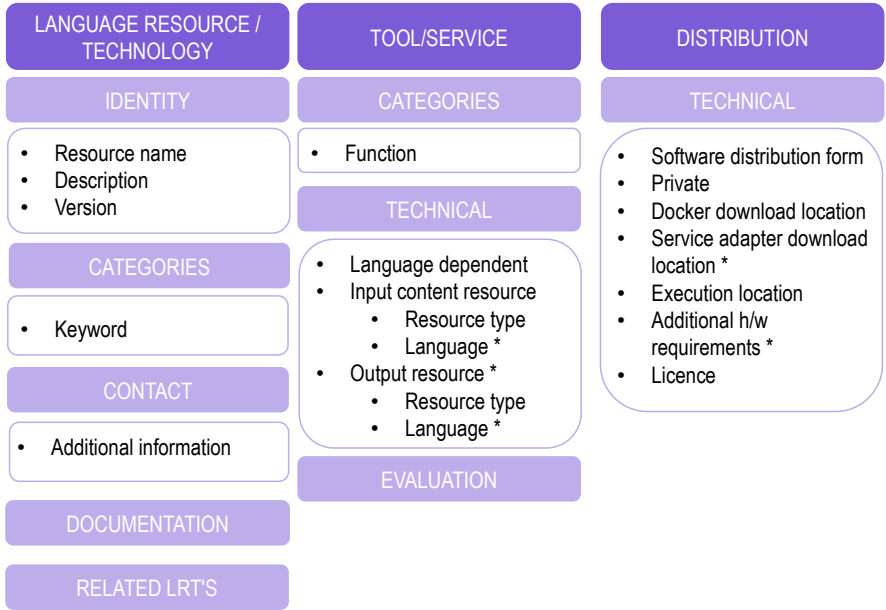 LANGUAGE RESOURCE /
TECHNOLOGY
IDENTITY
• Resource name
• Description
• Version
CATEGORIES
• Keyword
CONTACT
• Additional information
DOCUMENTATION
RELATED LRT'S
TOOL/SERVICE
CATEGORIES
• Function
TECHNICAL
• Language dependent
• Input content resource
• Resource type
• Language *
• Output resource *
• Resource type
• Language *
EVALUATION
DISTRIBUTION
TECHNICAL
• Software distribution form
• Private
• Docker download location
• Service adapter download
location *
• Execution location
• Additional h/w
requirements *
• Licence